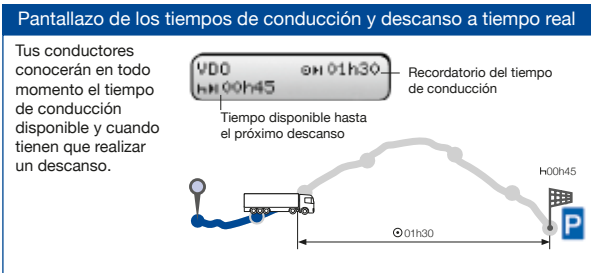 Pantallazo de los tiempos de conducción y descanso a tiempo real
Tus conductores
conocerán en todo
momento el tiempo
de conducción
disponible y cuando
tienen que realizar
un descanso.
VDO 01h30
00h45
Recordatorio del tiempo
de conducción
Tiempo disponible hasta
el próximo descanso
00h45
P
01h30